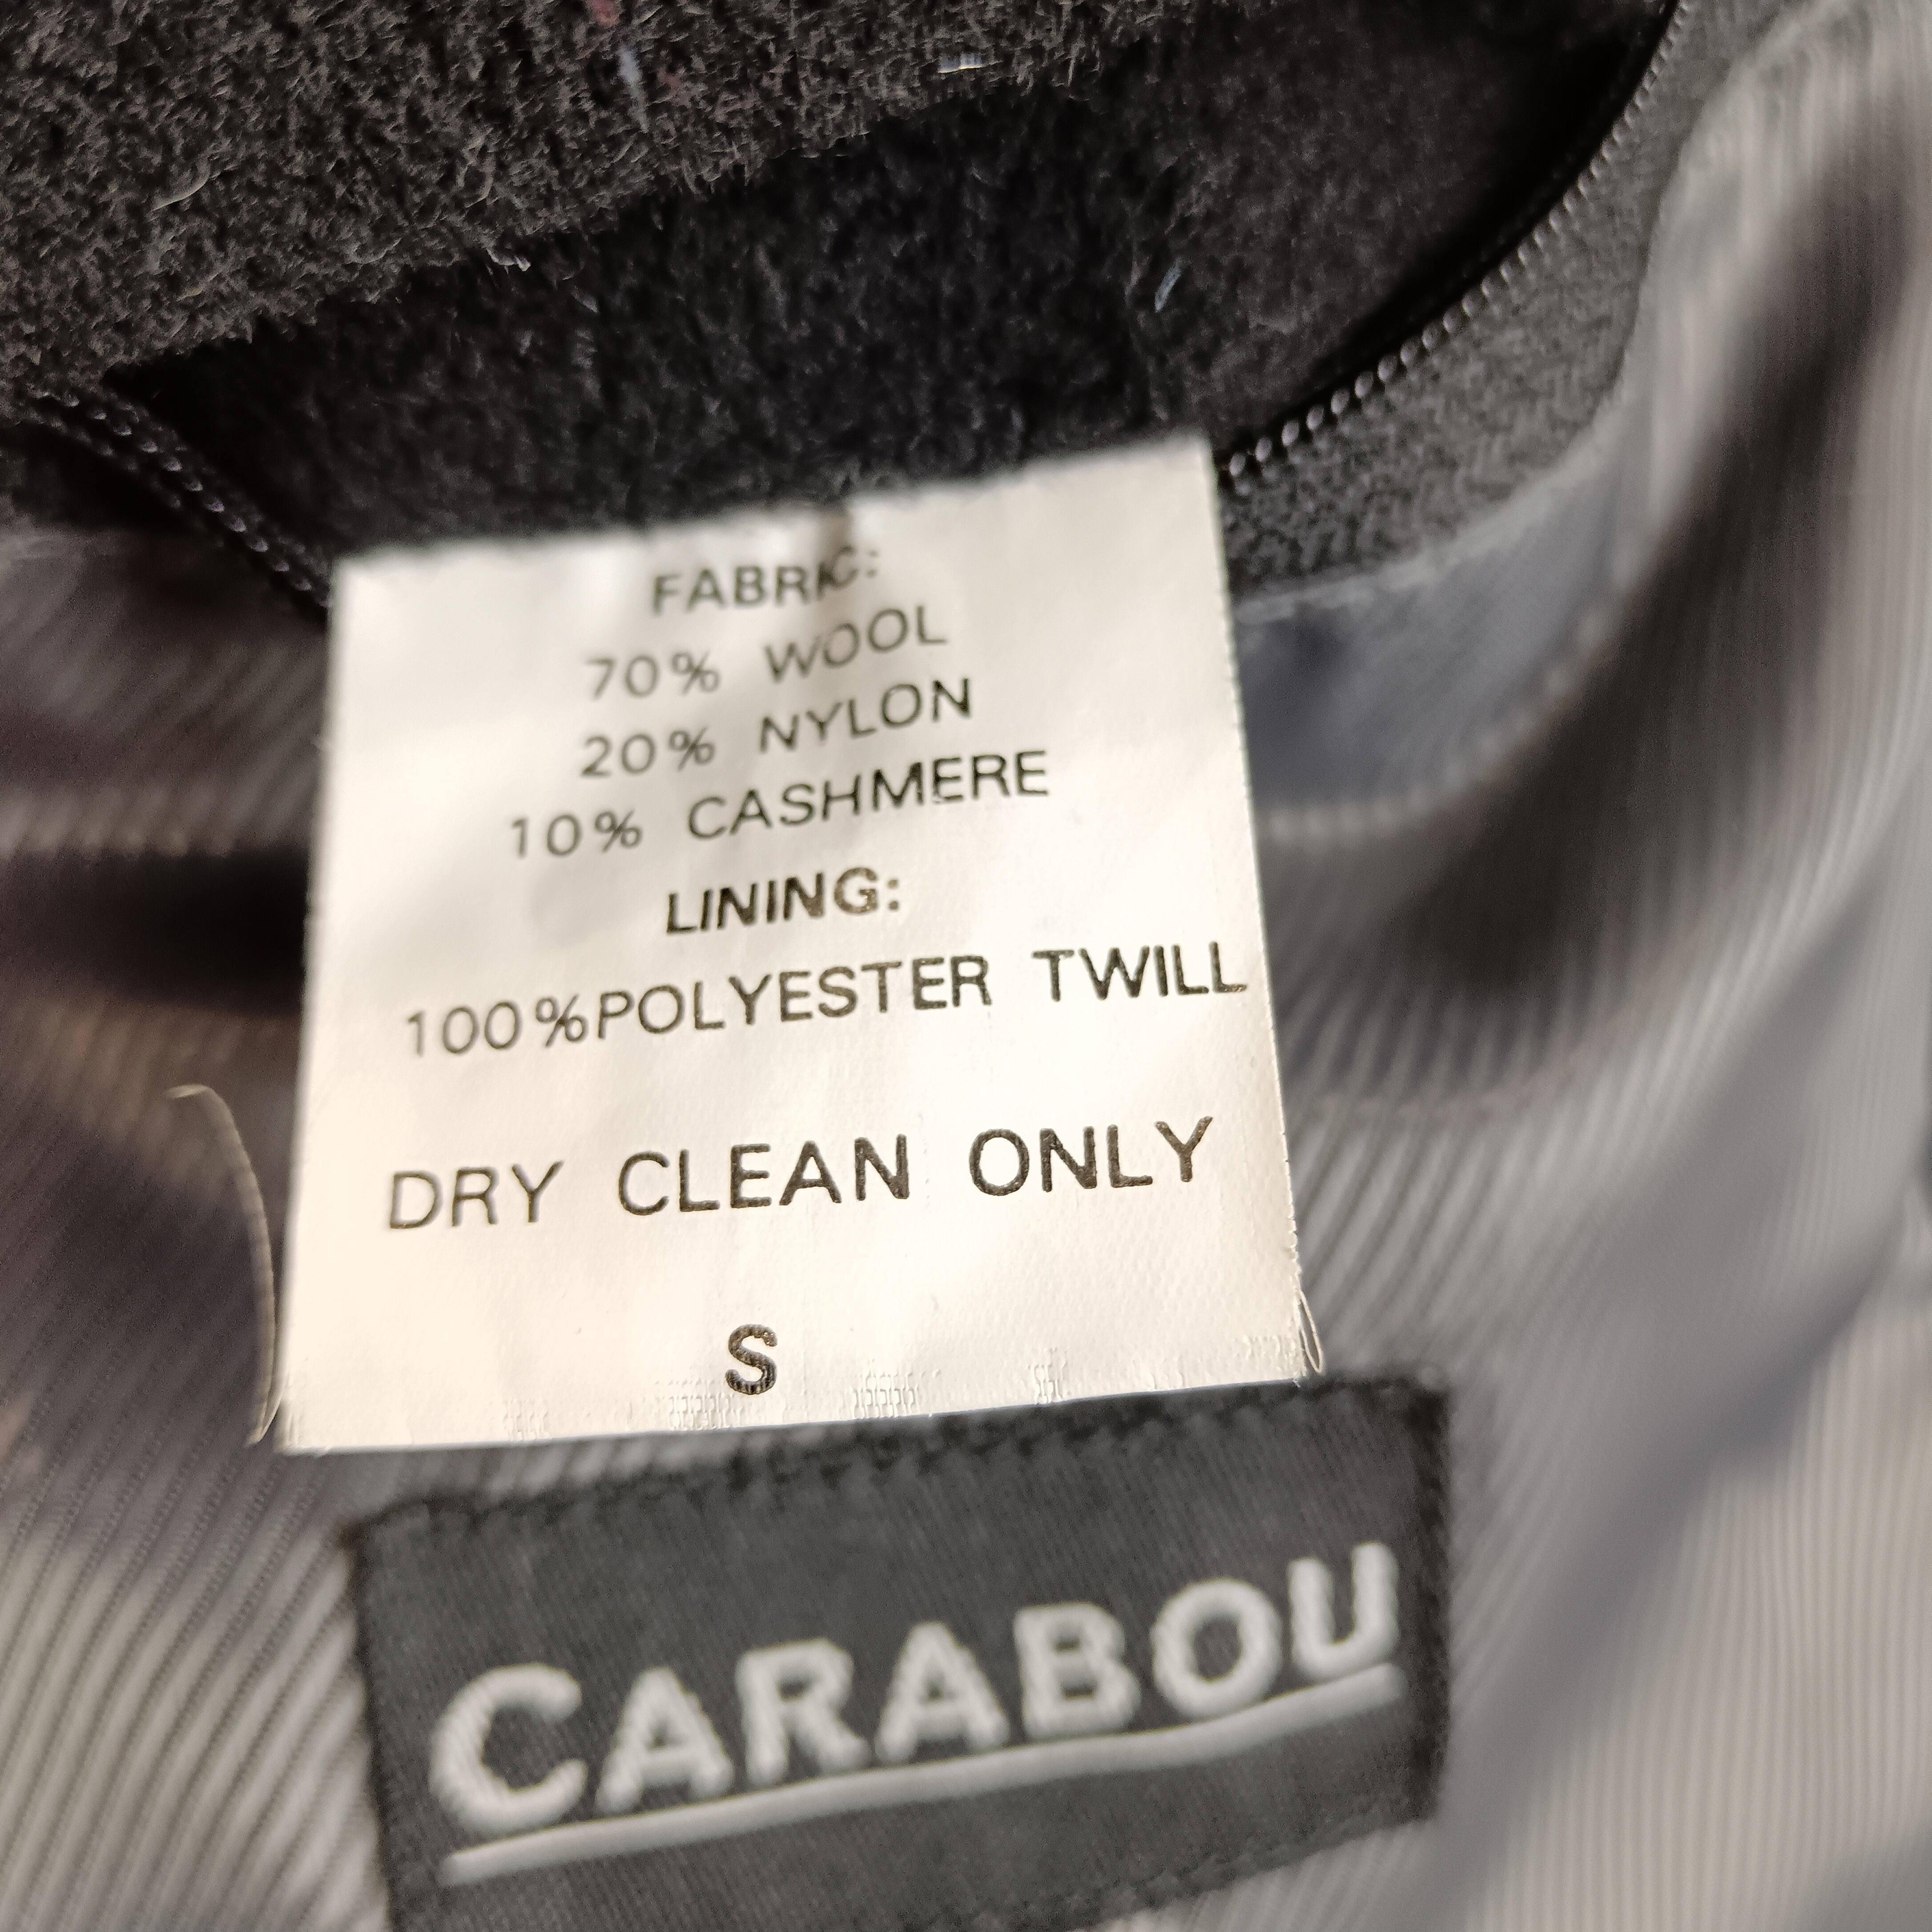 FABRIC:
70% WOOL
20% NYLON
10% CASHMERE
LINING:
100%POLYESTER TWILL
DRY CLEAN ONLY
S
CARABOU